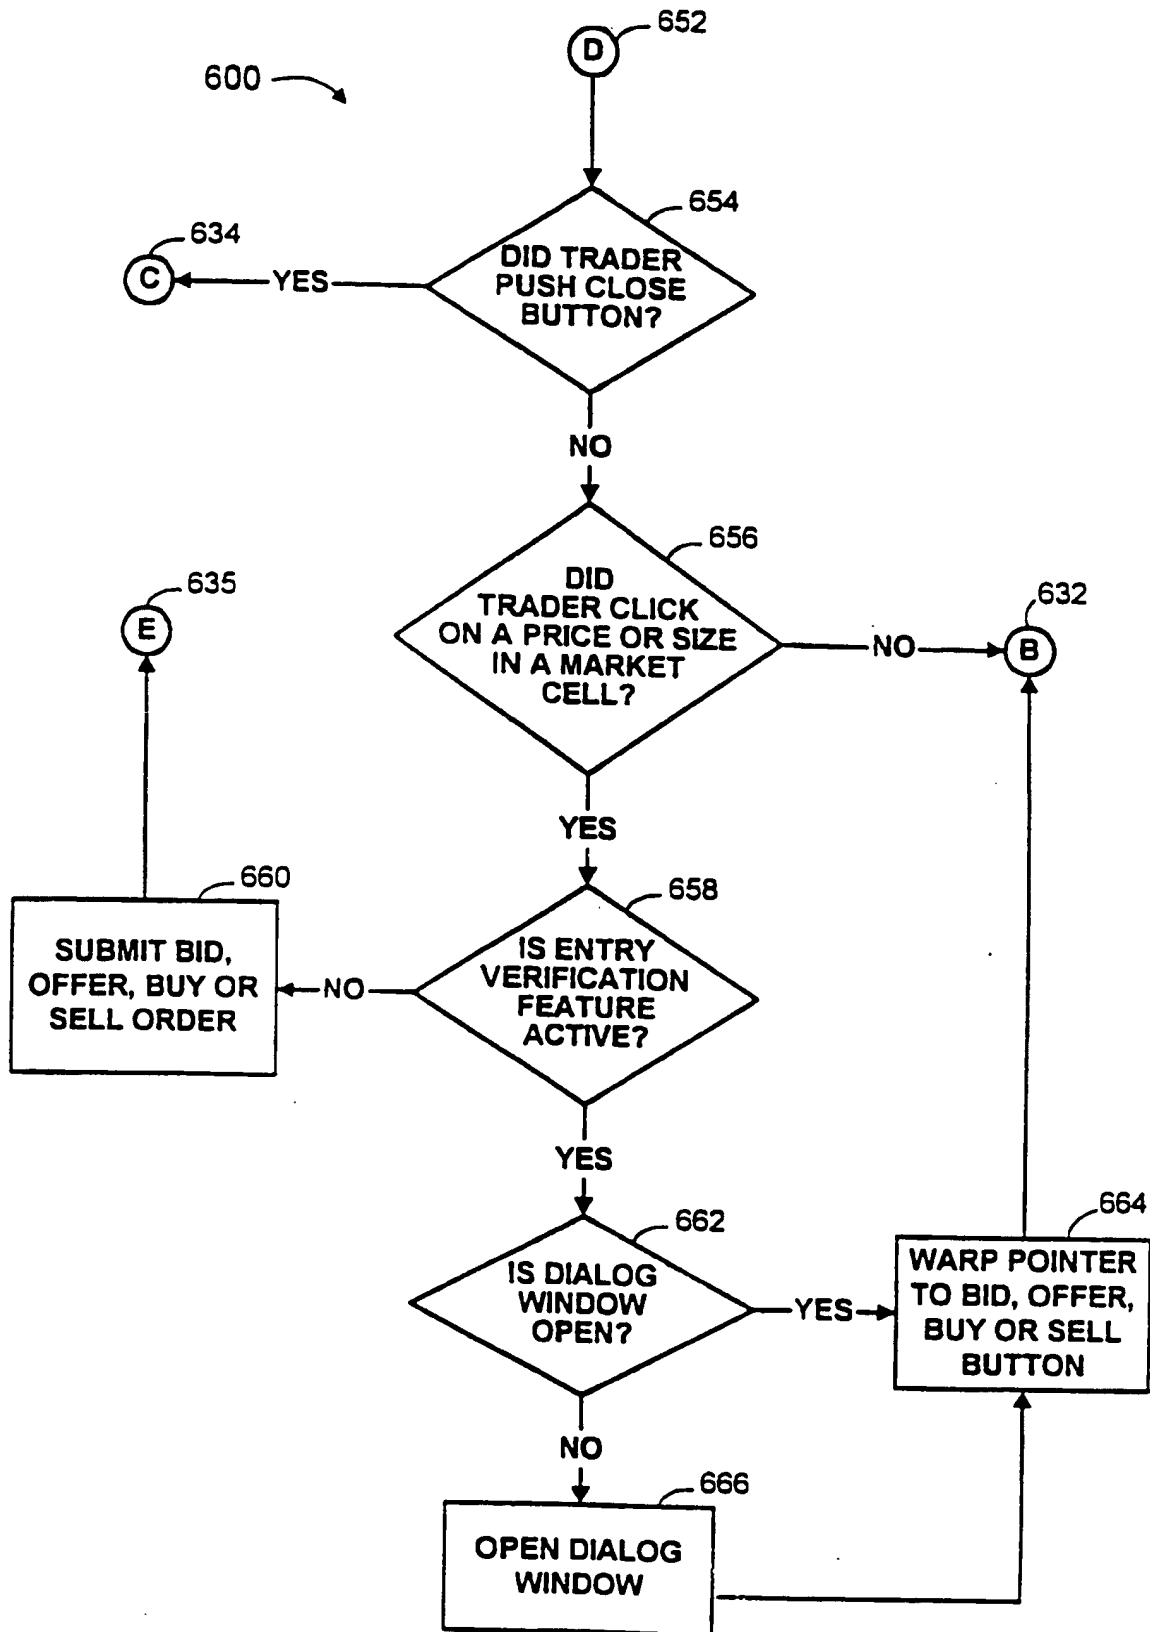 652
D
600
654
DID TRADER
PUSH CLOSE
BUTTON?
634
C
YES
NO
656
DID
TRADER CLICK
ON A PRICE OR SIZE
IN A MARKET
CELL?
635
E
NO
632
B
YES
660
SUBMIT BID,
OFFER, BUY OR
SELL ORDER
NO
658
IS ENTRY
VERIFICATION
FEATURE
ACTIVE?
YES
662
IS DIALOG
WINDOW
OPEN?
YES
664
WARP POINTER
TO BID, OFFER,
BUY OR SELL
BUTTON
NO
666
OPEN DIALOG
WINDOW